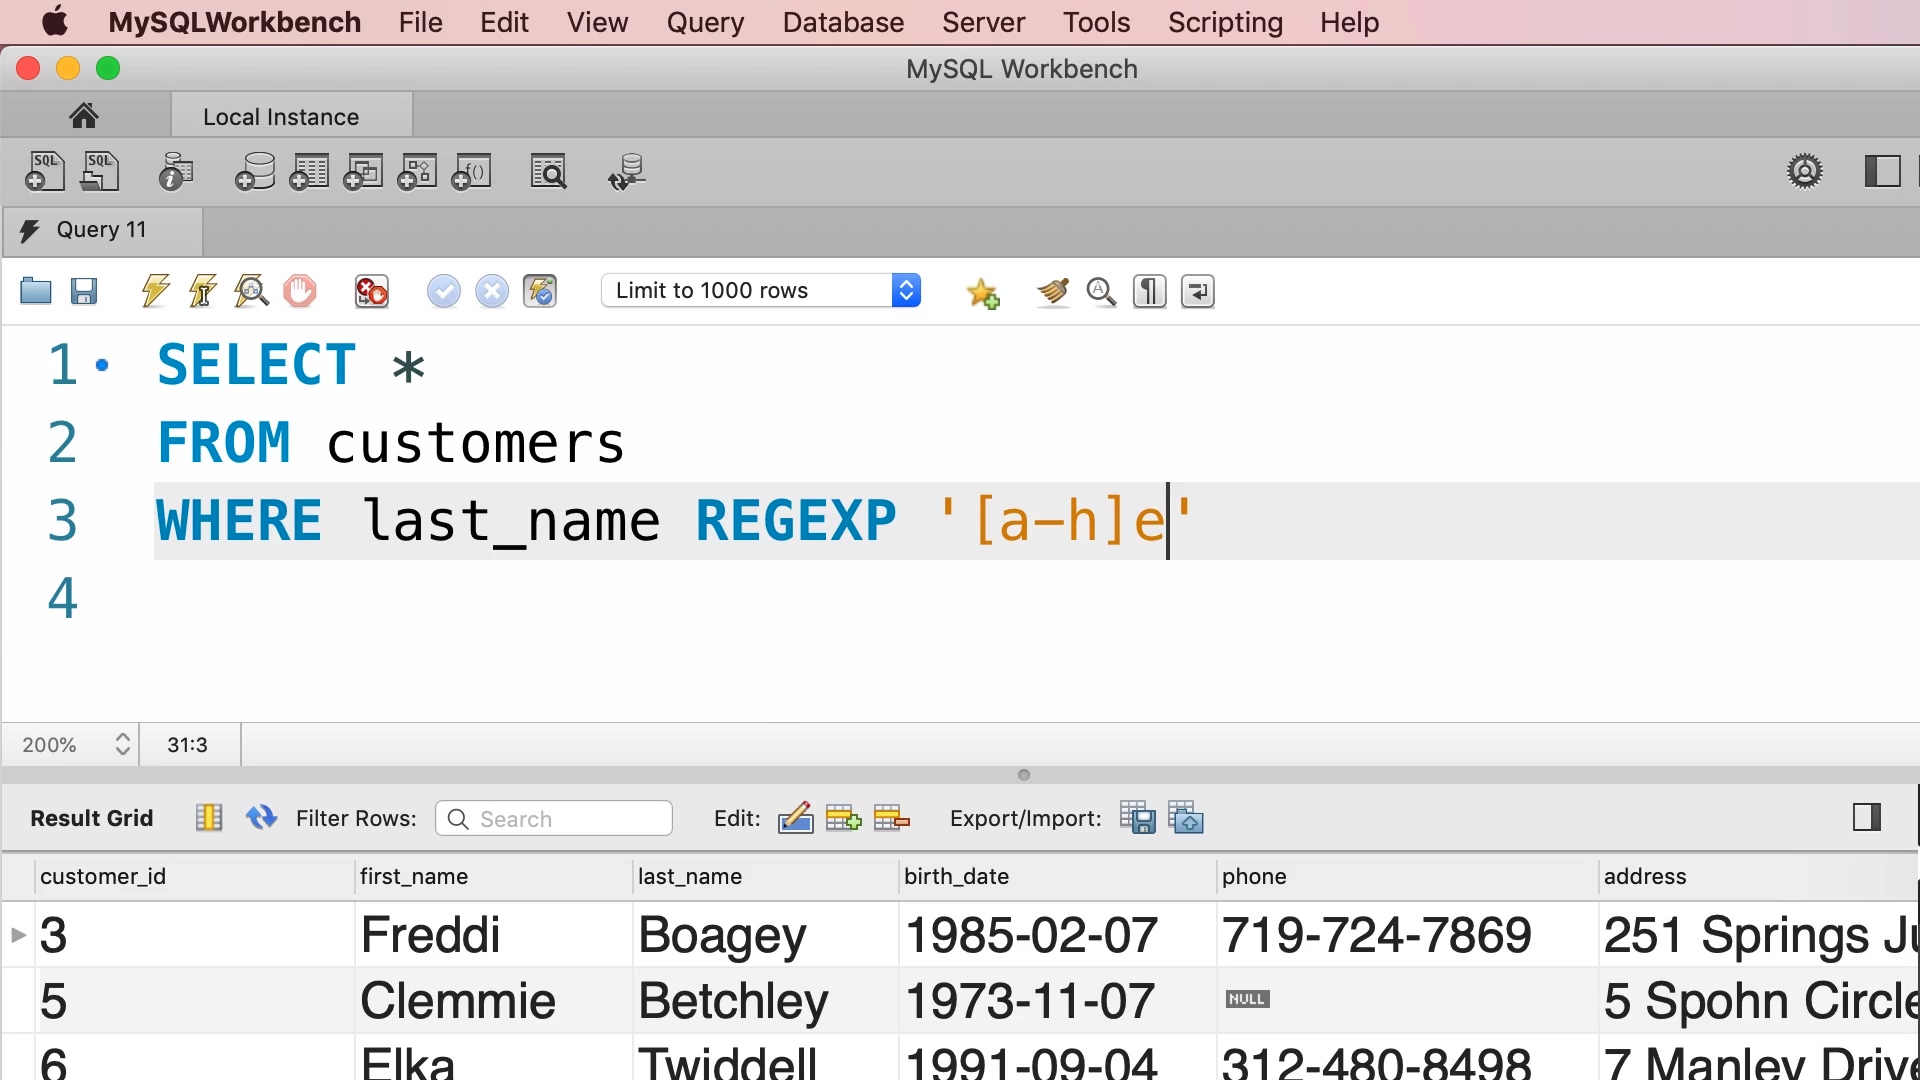 MySQLWorkbench File Edit View Query Database Server Tools Scripting Help
MySQL Workbench
Local Instance
SQL SQL i f()
Query 11
Limit to 1000 rows
1 SELECT *
2 FROM customers
3 WHERE last_name REGEXP '[a-h]e'
4
200% 31:3
Result Grid Filter Rows: Search Edit: Export/Import:
customer_id first_name last_name birth_date phone address
3 Freddi Boagey 1985-02-07 719-724-7869 251 Springs Ju
5 Clemmie Betchley 1973-11-07 NULL 5 Spohn Circle
6 Elka Twiddell 1991-09-04 312-480-8498 7 Manley Drive